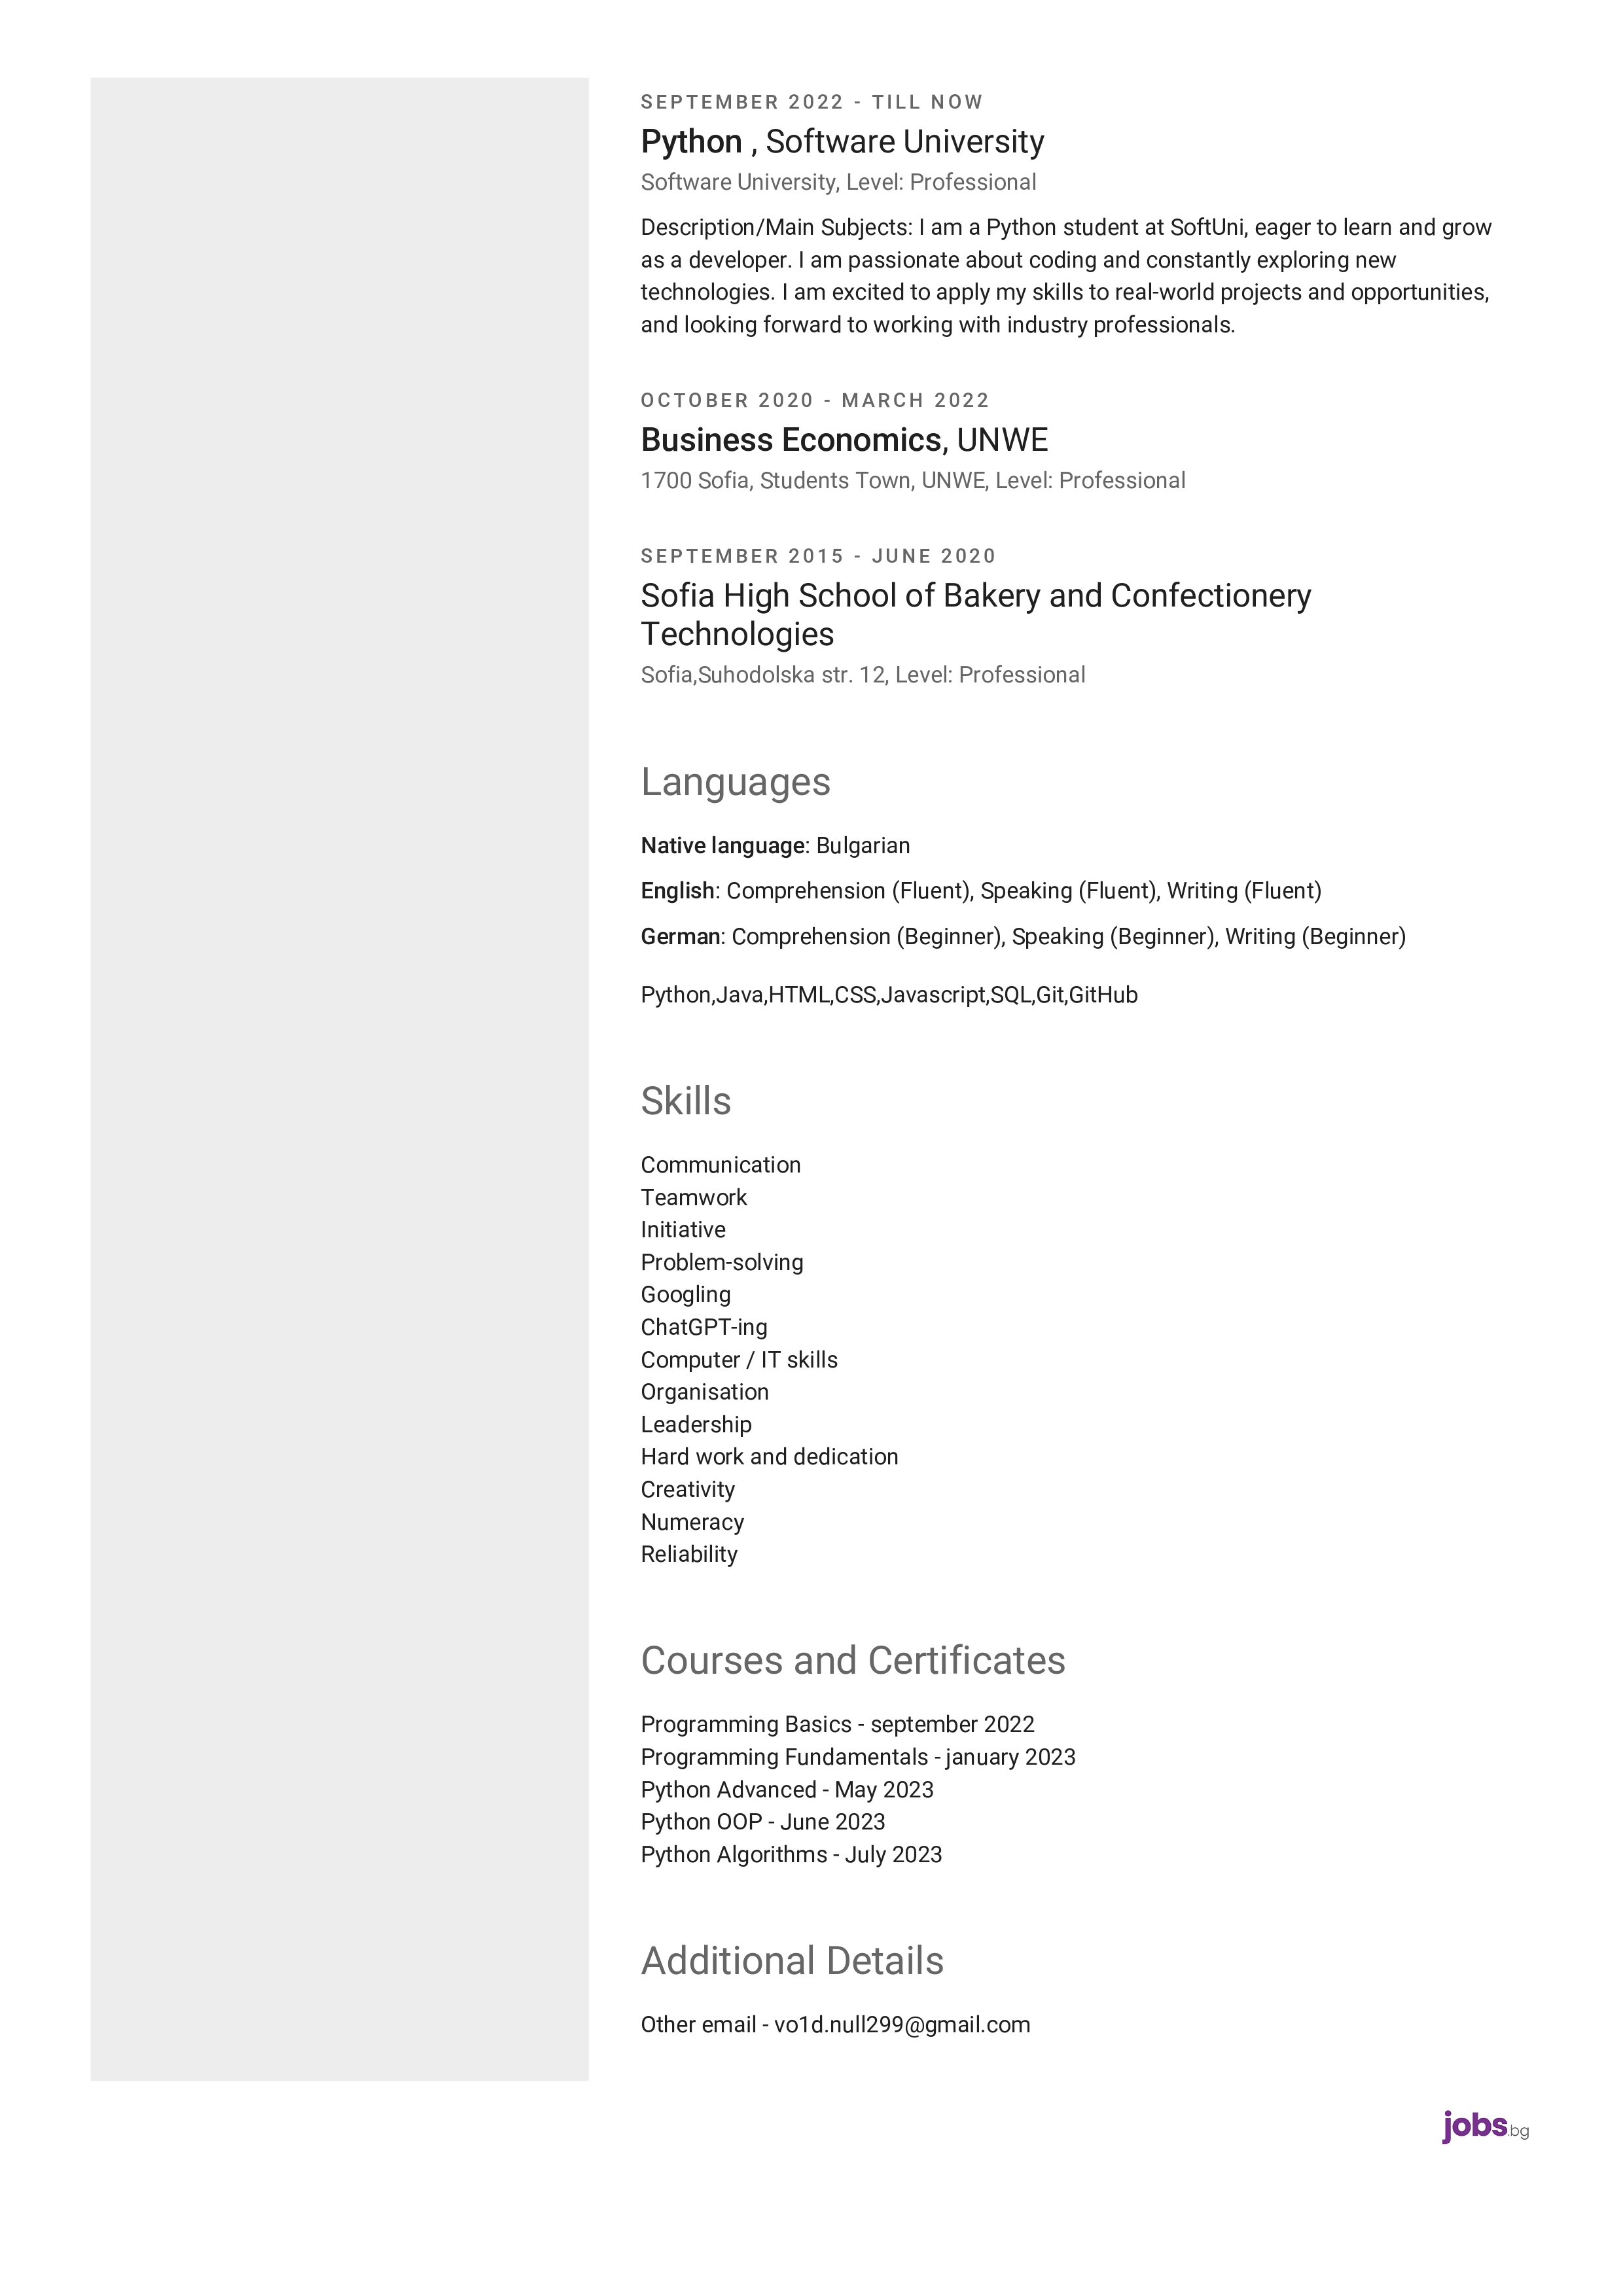 SEPTEMBER 2022 - TILL NOW
Python , Software University
Software University, Level: Professional
Description/Main Subjects: I am a Python student at SoftUni, eager to learn and grow
as a developer. I am passionate about coding and constantly exploring new
technologies. I am excited to apply my skills to real-world projects and opportunities,
and looking forward to working with industry professionals.
OCTOBER 2020 - MARCH 2022
Business Economics, UNWE
1700 Sofia, Students Town, UNWE, Level: Professional
SEPTEMBER 2015 - JUNE 2020
Sofia High School of Bakery and Confectionery
Technologies
Sofia,Suhodolska str. 12, Level: Professional
Languages
Native language: Bulgarian
English: Comprehension (Fluent), Speaking (Fluent), Writing (Fluent)
German: Comprehension (Beginner), Speaking (Beginner), Writing (Beginner)
Python,Java,HTML,CSS,Javascript,SQL,Git,GitHub
Skills
Communication
Teamwork
Initiative
Problem-solving
Googling
ChatGPT-ing
Computer / IT skills
Organisation
Leadership
Hard work and dedication
Creativity
Numeracy
Reliability
Courses and Certificates
Programming Basics - september 2022
Programming Fundamentals - january 2023
Python Advanced - May 2023
Python OOP - June 2023
Python Algorithms - July 2023
Additional Details
Other email - vo1d.null299@gmail.com
jobs.bg